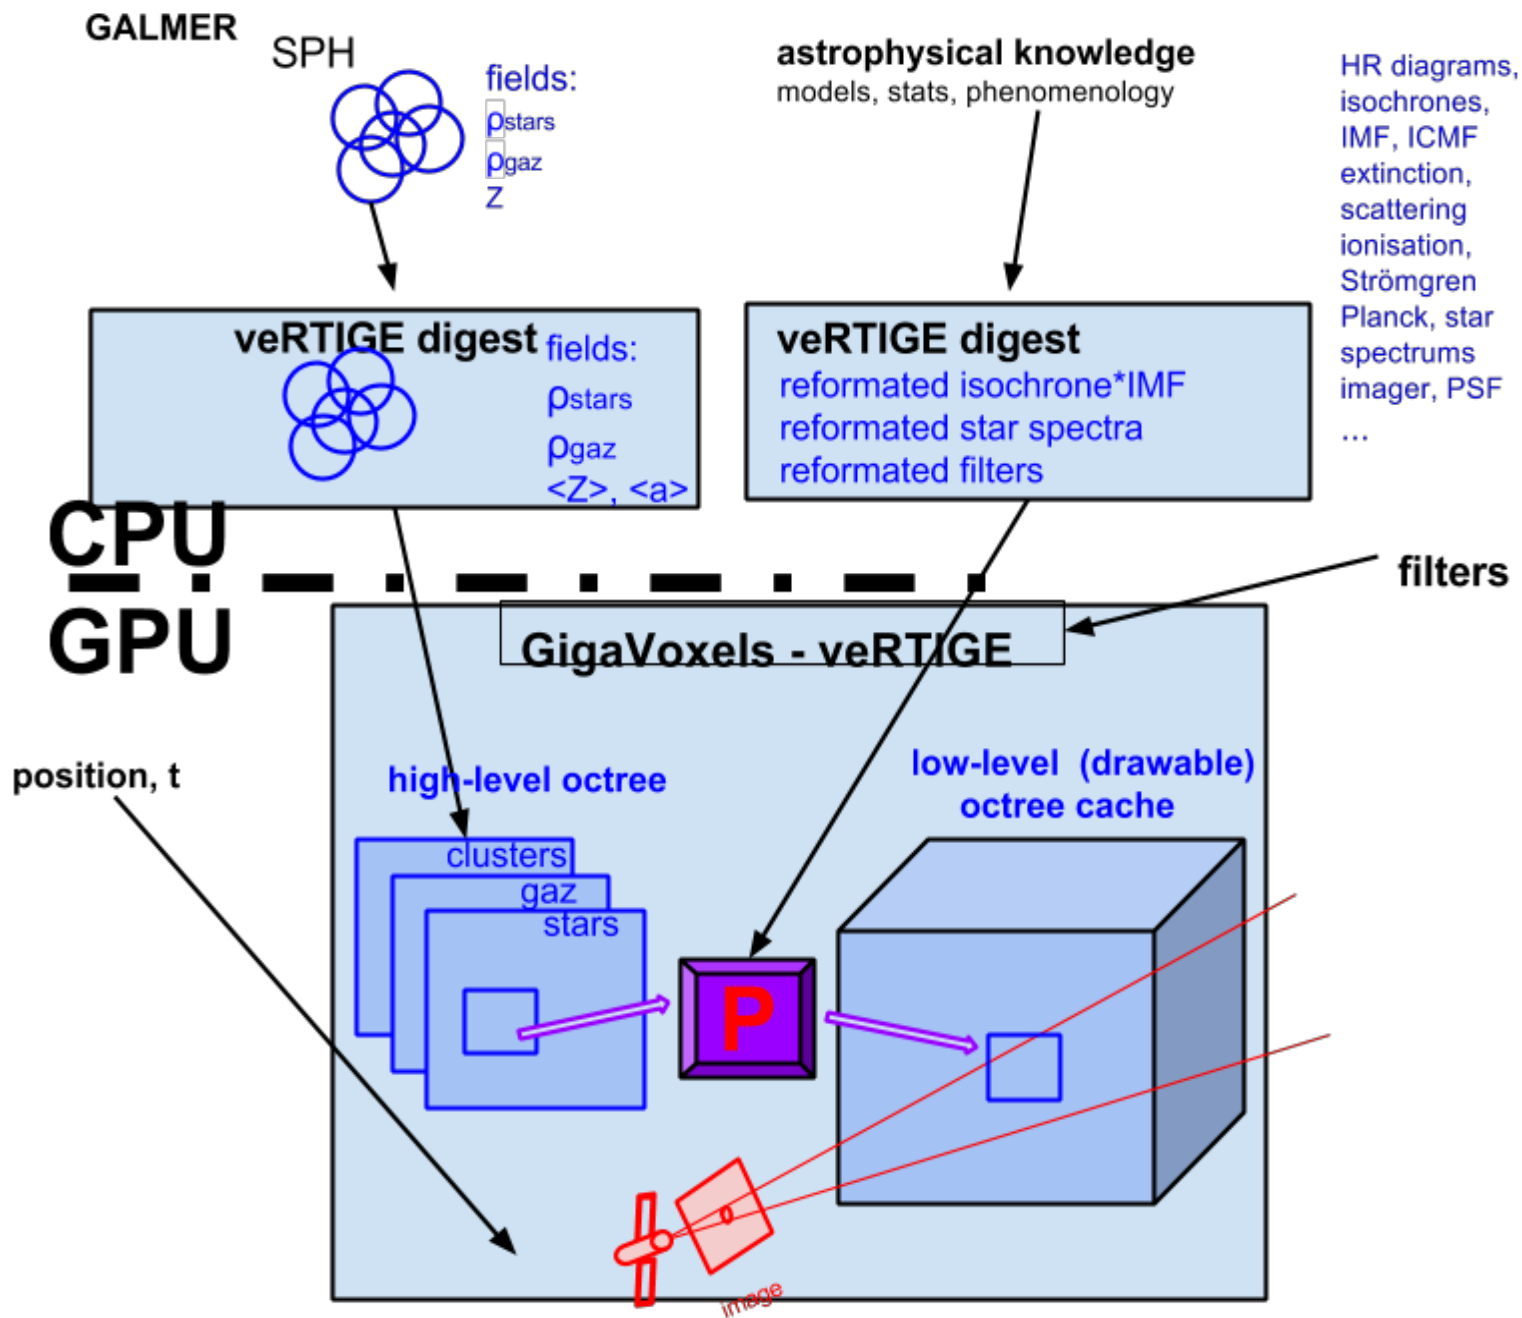 GALMER
SPH
fields:
ρstars
ρgaz
Z
astrophysical knowledge
models, stats, phenomenology
HR diagrams,
isochrones,
IMF, ICMF
extinction,
scattering
ionisation,
Strömgren
Planck, star
spectrums
imager, PSF
...
veRTIGE digest
fields:
ρstars
ρgaz
<Z>, <a>
veRTIGE digest
reformated isochrone*IMF
reformated star spectra
reformated filters
CPU
GPU
filters
GigaVoxels - veRTIGE
position, t
high-level octree
clusters
gaz
stars
P
low-level (drawable)
octree cache
image